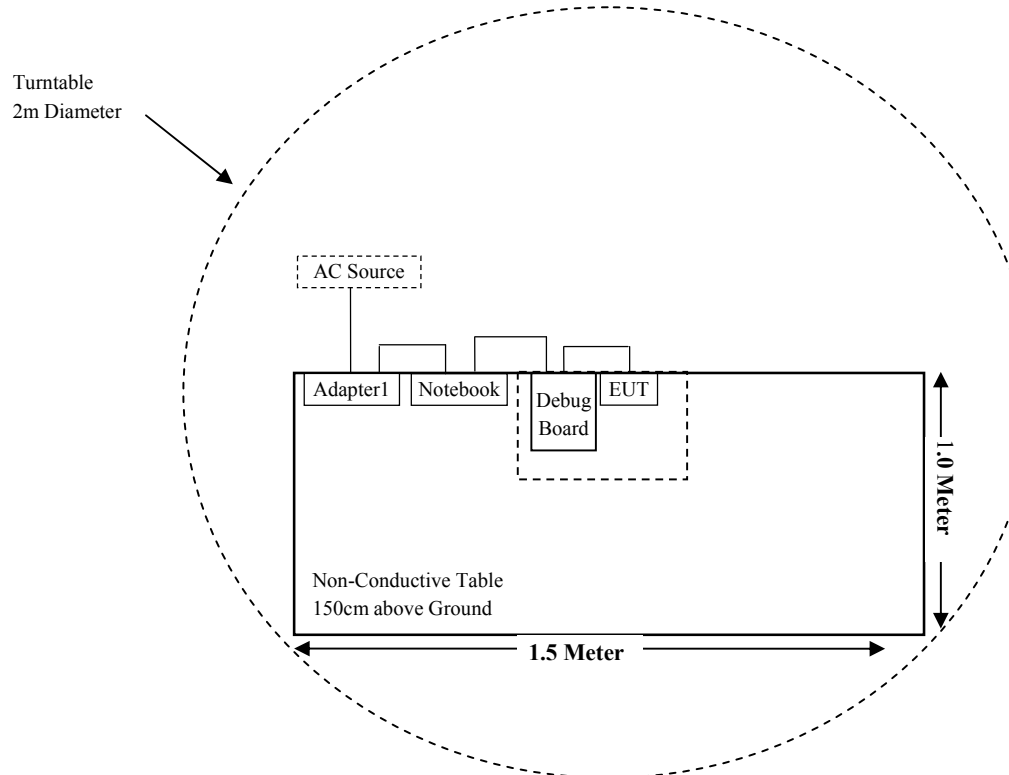 Turntable
2m Diameter
AC Source
Adapter1
Notebook
Debug
Board
EUT
1.0 Meter
Non-Conductive Table
150cm above Ground
1.5 Meter